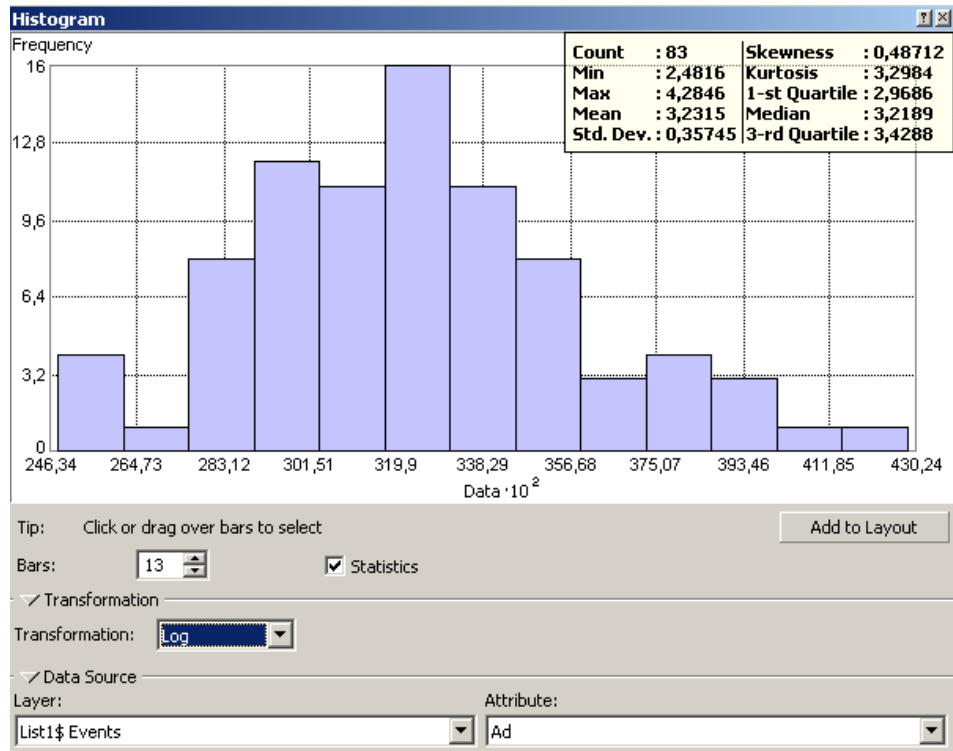 Histogram
Frequency
Count : 83 Skewness : 0,48712
Min : 2,4816 Kurtosis : 3,2984
Max : 4,2846 1-st Quartile : 2,9686
Mean : 3,2315 Median : 3,2189
Std. Dev. : 0,35745 3-rd Quartile : 3,4288
16
12,8
9,6
6,4
3,2
0
246,34 264,73 283,12 301,51 319,9 338,29 356,68 375,07 393,46 411,85 430,24
Data ·10²
Tip: Click or drag over bars to select
Add to Layout
Bars: 13 Statistics
Transformation
Transformation: Log
Data Source
Layer: Attribute:
List1$ Events Ad